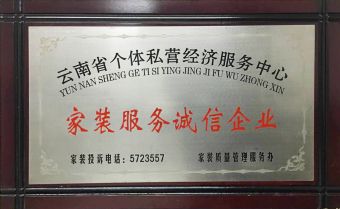 云南省个体私营经济服务中心
YUN NAN SHENG GE TI SI YING JING JI FU WU ZHONG XIN
家装服务诚信企业
家装投诉电话：5723557 家装质量管理服务办